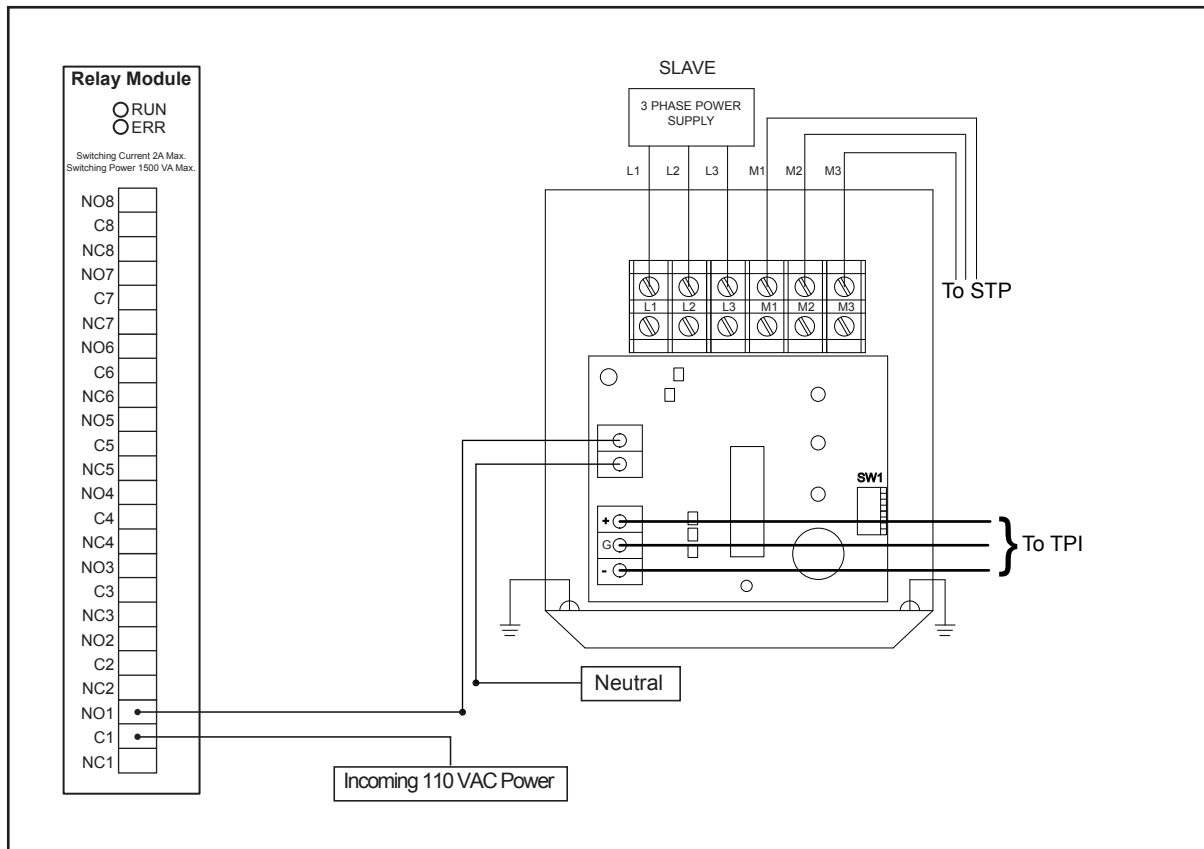 Relay Module
RUN
ERR
Switching Current 2A Max.
Switching Power 1500 VA Max.
NO8
C8
NC8
NO7
C7
NC7
NO6
C6
NC6
NO5
C5
NC5
NO4
C4
NC4
NO3
C3
NC3
NO2
C2
NC2
NO1
C1
NC1
SLAVE
3 PHASE POWER
SUPPLY
L1 L2 L3 M1 M2 M3
To STP
L1 L2 L3 M1 M2 M3
SW1
+
G
-
To TPI
Neutral
Incoming 110 VAC Power